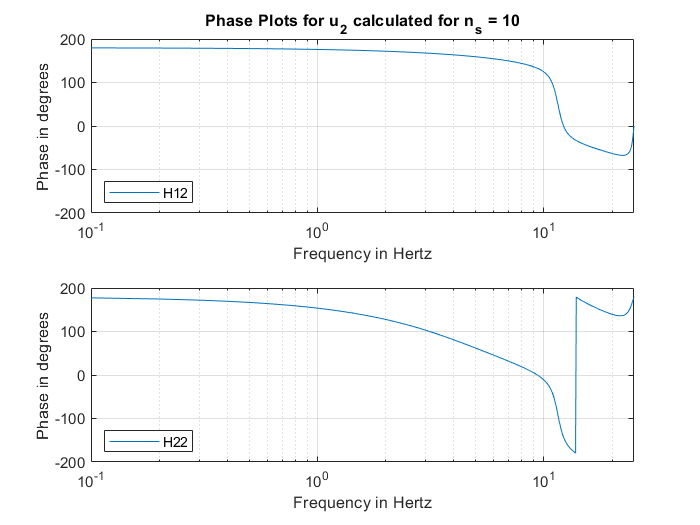 Phase Plots for u2 calculated for ns = 10
Phase in degrees
200
100
0
-100
-200
H12
10-1
100
101
Frequency in Hertz
Phase in degrees
200
100
0
-100
-200
H22
10-1
100
101
Frequency in Hertz